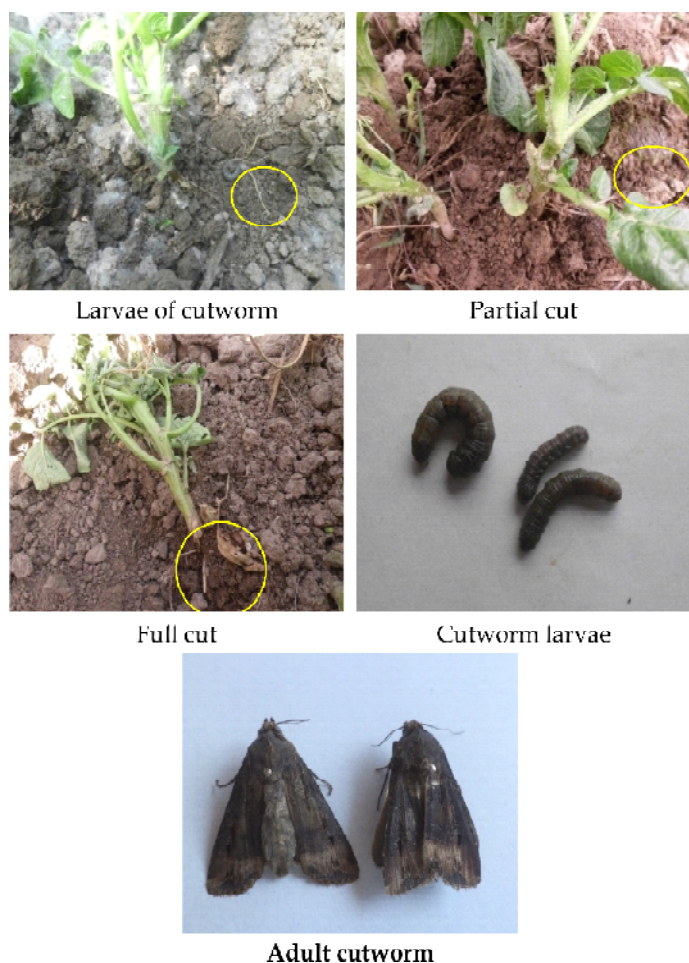 Larvae of cutworm
Partial cut
Full cut
Cutworm larvae
Adult cutworm